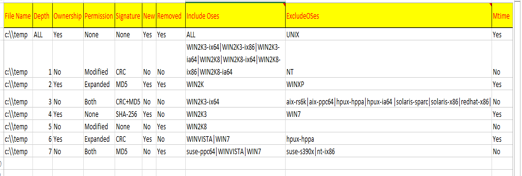 File Name Depth Ownership Permission Signature New Removed Include Oses ExcludeOSes Mtime
c:\\temp ALL Yes None None Yes Yes ALL UNIX Yes
WIN2K3-ix64|WIN2K3-ix86|WIN2K3-
ia64|WIN2K8|WIN2K8-ix64|WIN2K8-
c:\\temp 1 No Modified CRC No No ix86|WIN2K8-ia64 NT No
c:\\temp 2 Yes Expanded MD5 Yes Yes WIN2K WINXP Yes
c:\\temp 3 No Both CRC+MD5 No No WIN2K3-ix64 aix-rs6k|aix-ppc64|hpux-hppa|hpux-ia64 |solaris-sparc|solaris-x86|redhat-x86| No
c:\\temp 4 Yes None SHA-256 Yes No WIN2K3 WIN7 Yes
c:\\temp 5 No Modified None No Yes WIN2K8 No
c:\\temp 6 Yes Expanded CRC Yes No WINVISTA|WIN7 hpux-hppa Yes
c:\\temp 7 No Both MD5 No Yes suse-ppc64|WINVISTA|WIN7 suse-s390x|nt-ix86 No